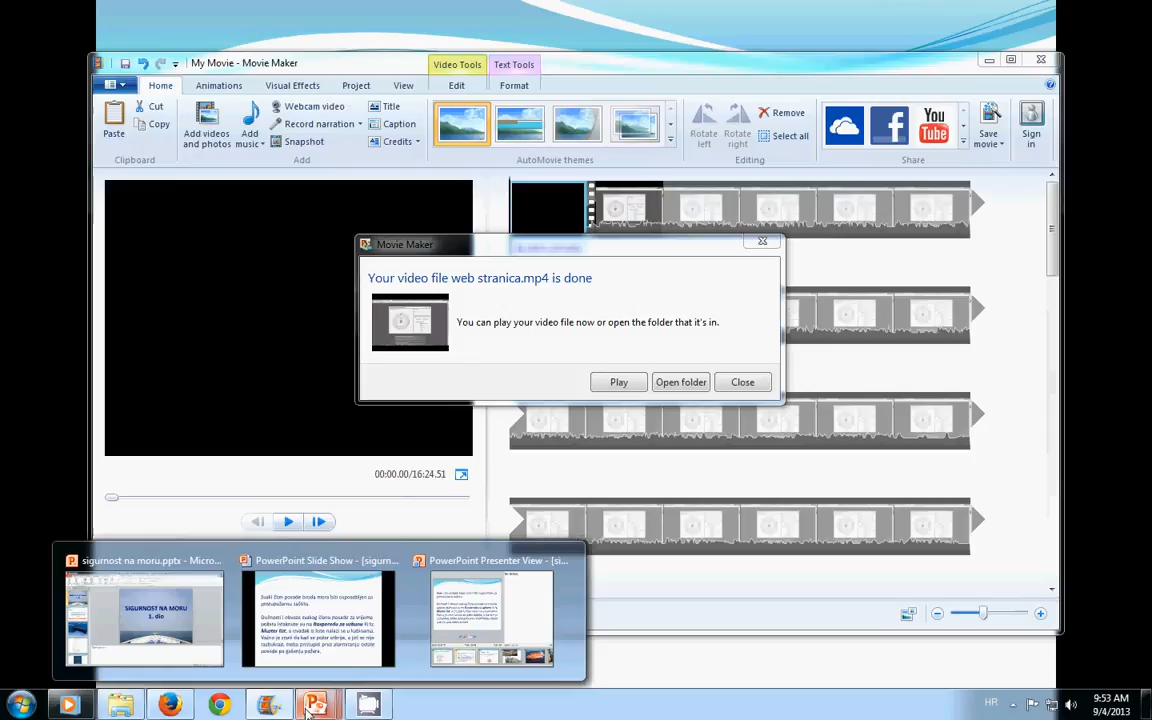 My Movie - Movie Maker
Video Tools
Text Tools
Home
Animations
Visual Effects
Project
View
Edit
Format
Paste
Cut
Copy
Clipboard
Add videos
and photos
Add
music
Webcam video
Record narration
Snapshot
Title
Caption
Credits
Add
AutoMovie themes
Rotate
left
Rotate
right
Remove
Select all
Editing
You
Tube
Share
Save
movie
Sign
in
Movie Maker
Your video file web stranica.mp4 is done
You can play your video file now or open the folder that it's in.
Play
Open folder
Close
00:00.00/16:24.51
sigurnost na moru.pptx - Micro...
PowerPoint Slide Show - [sigurn...
PowerPoint Presenter View - [si...
SIGURNOST NA MORU
1. dio
HR
9:53 AM
9/4/2013